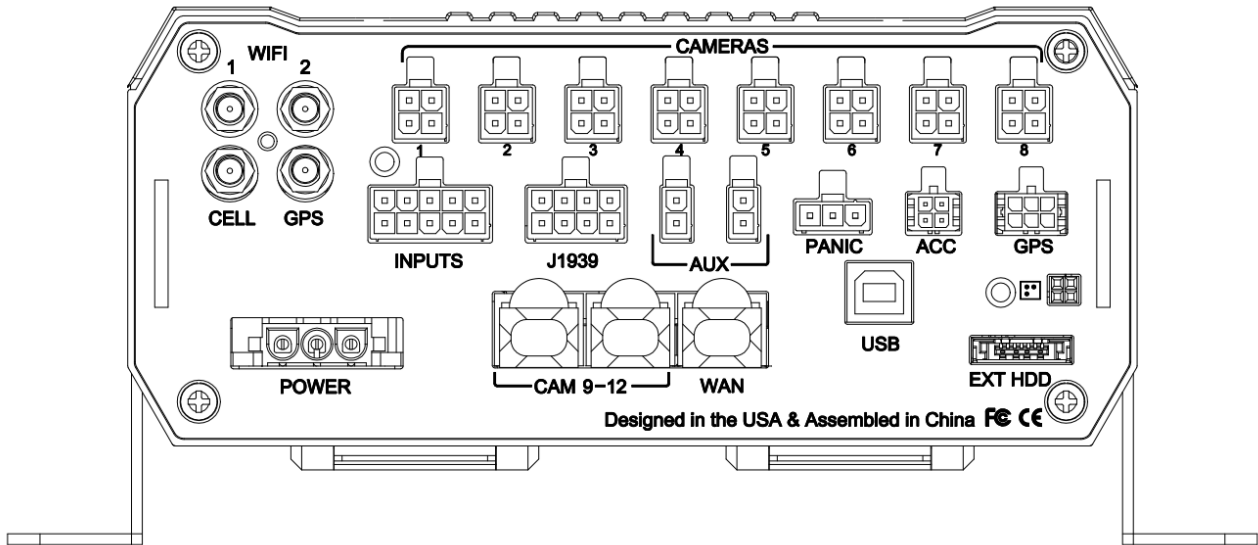 WIFI
1 2
CELL GPS
CAMERAS
1 2 3 4 5 6 7 8
INPUTS J1939 AUX PANIC ACC GPS
USB
POWER CAM 9-12 WAN EXT HDD
Designed in the USA & Assembled in China FC CE